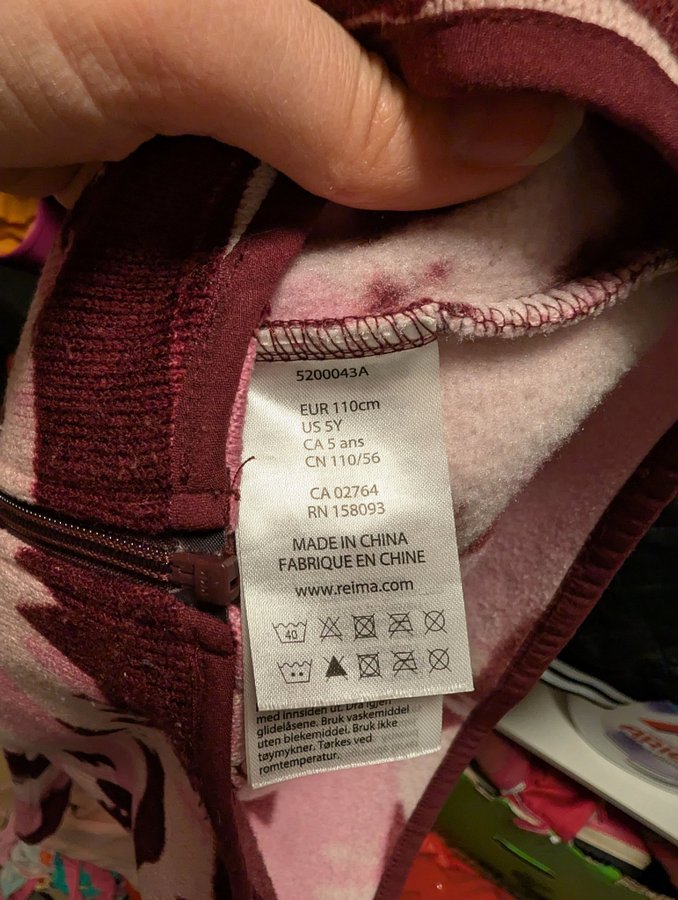 5200043A
EUR 110cm
US 5Y
CA 5 ans
CN 110/56
CA 02764
RN 158093
MADE IN CHINA
FABRIQUE EN CHINE
www.reima.com
40
med innsiden ut. Dra igjen
glidelåsene. Bruk vaskemiddel
uten blekemiddel. Bruk ikke
tøymykner. Tørkes ved
romtemperatur.